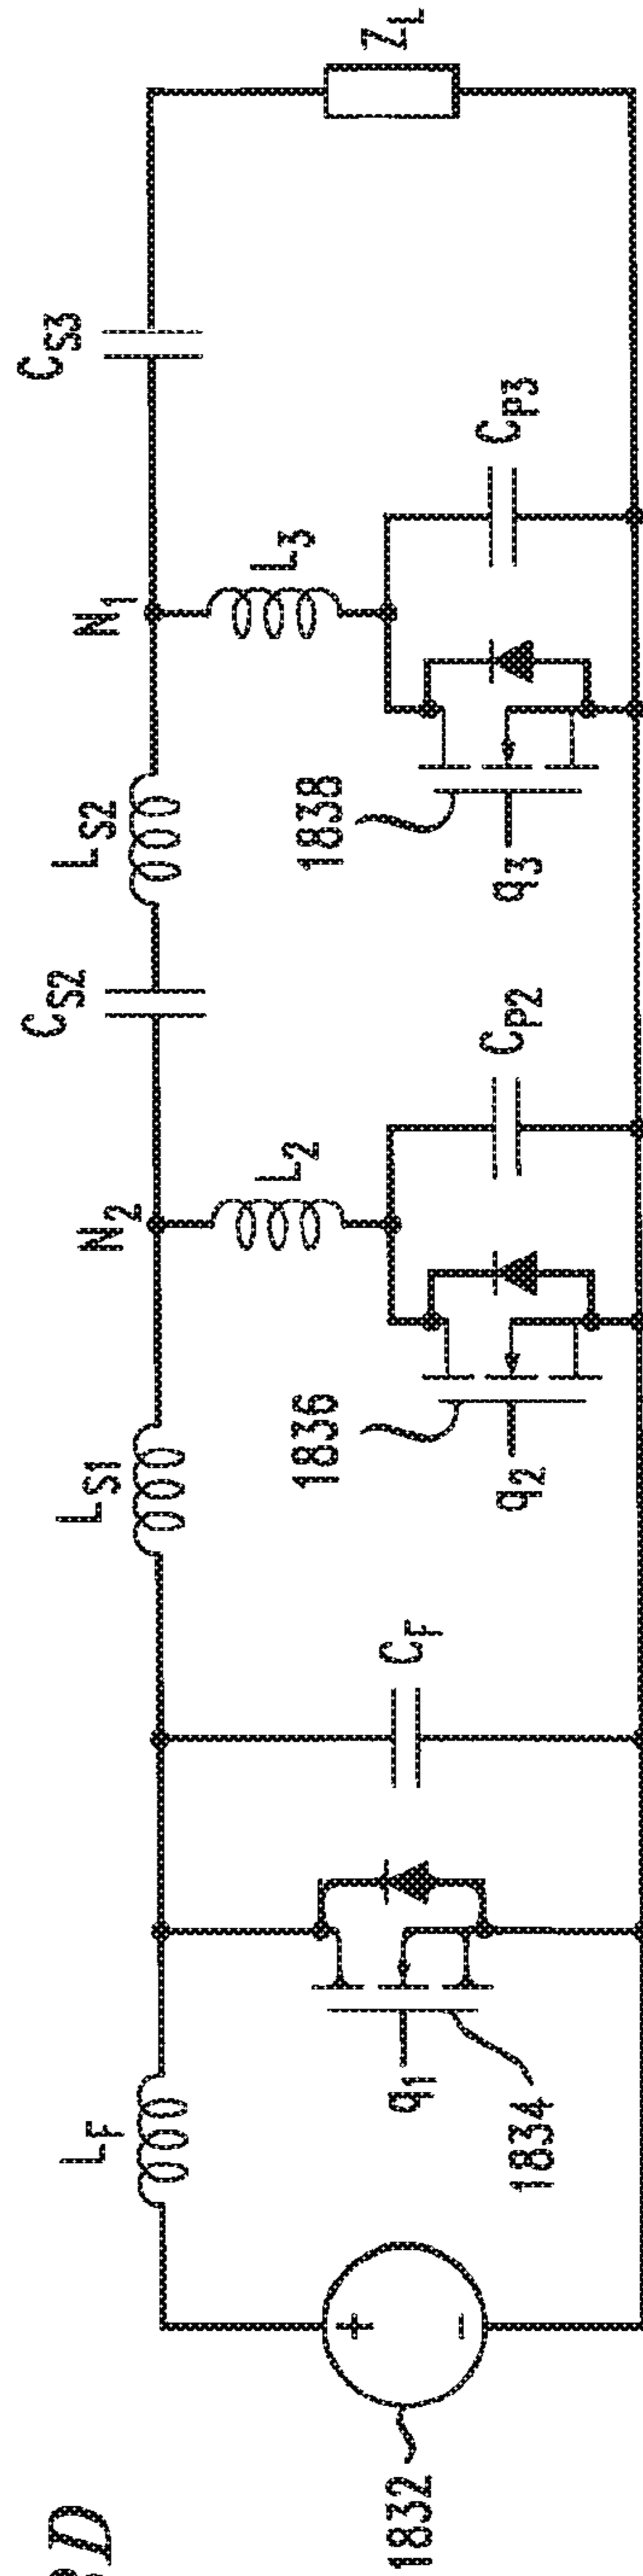 L_F
L_S1
N_2
C_S2
L_S2
N_1
C_S3
L_2
L_3
1836
1838
C_F
C_P2
C_P3
Z_L
q_1
q_2
q_3
+
-
1832
1834
D